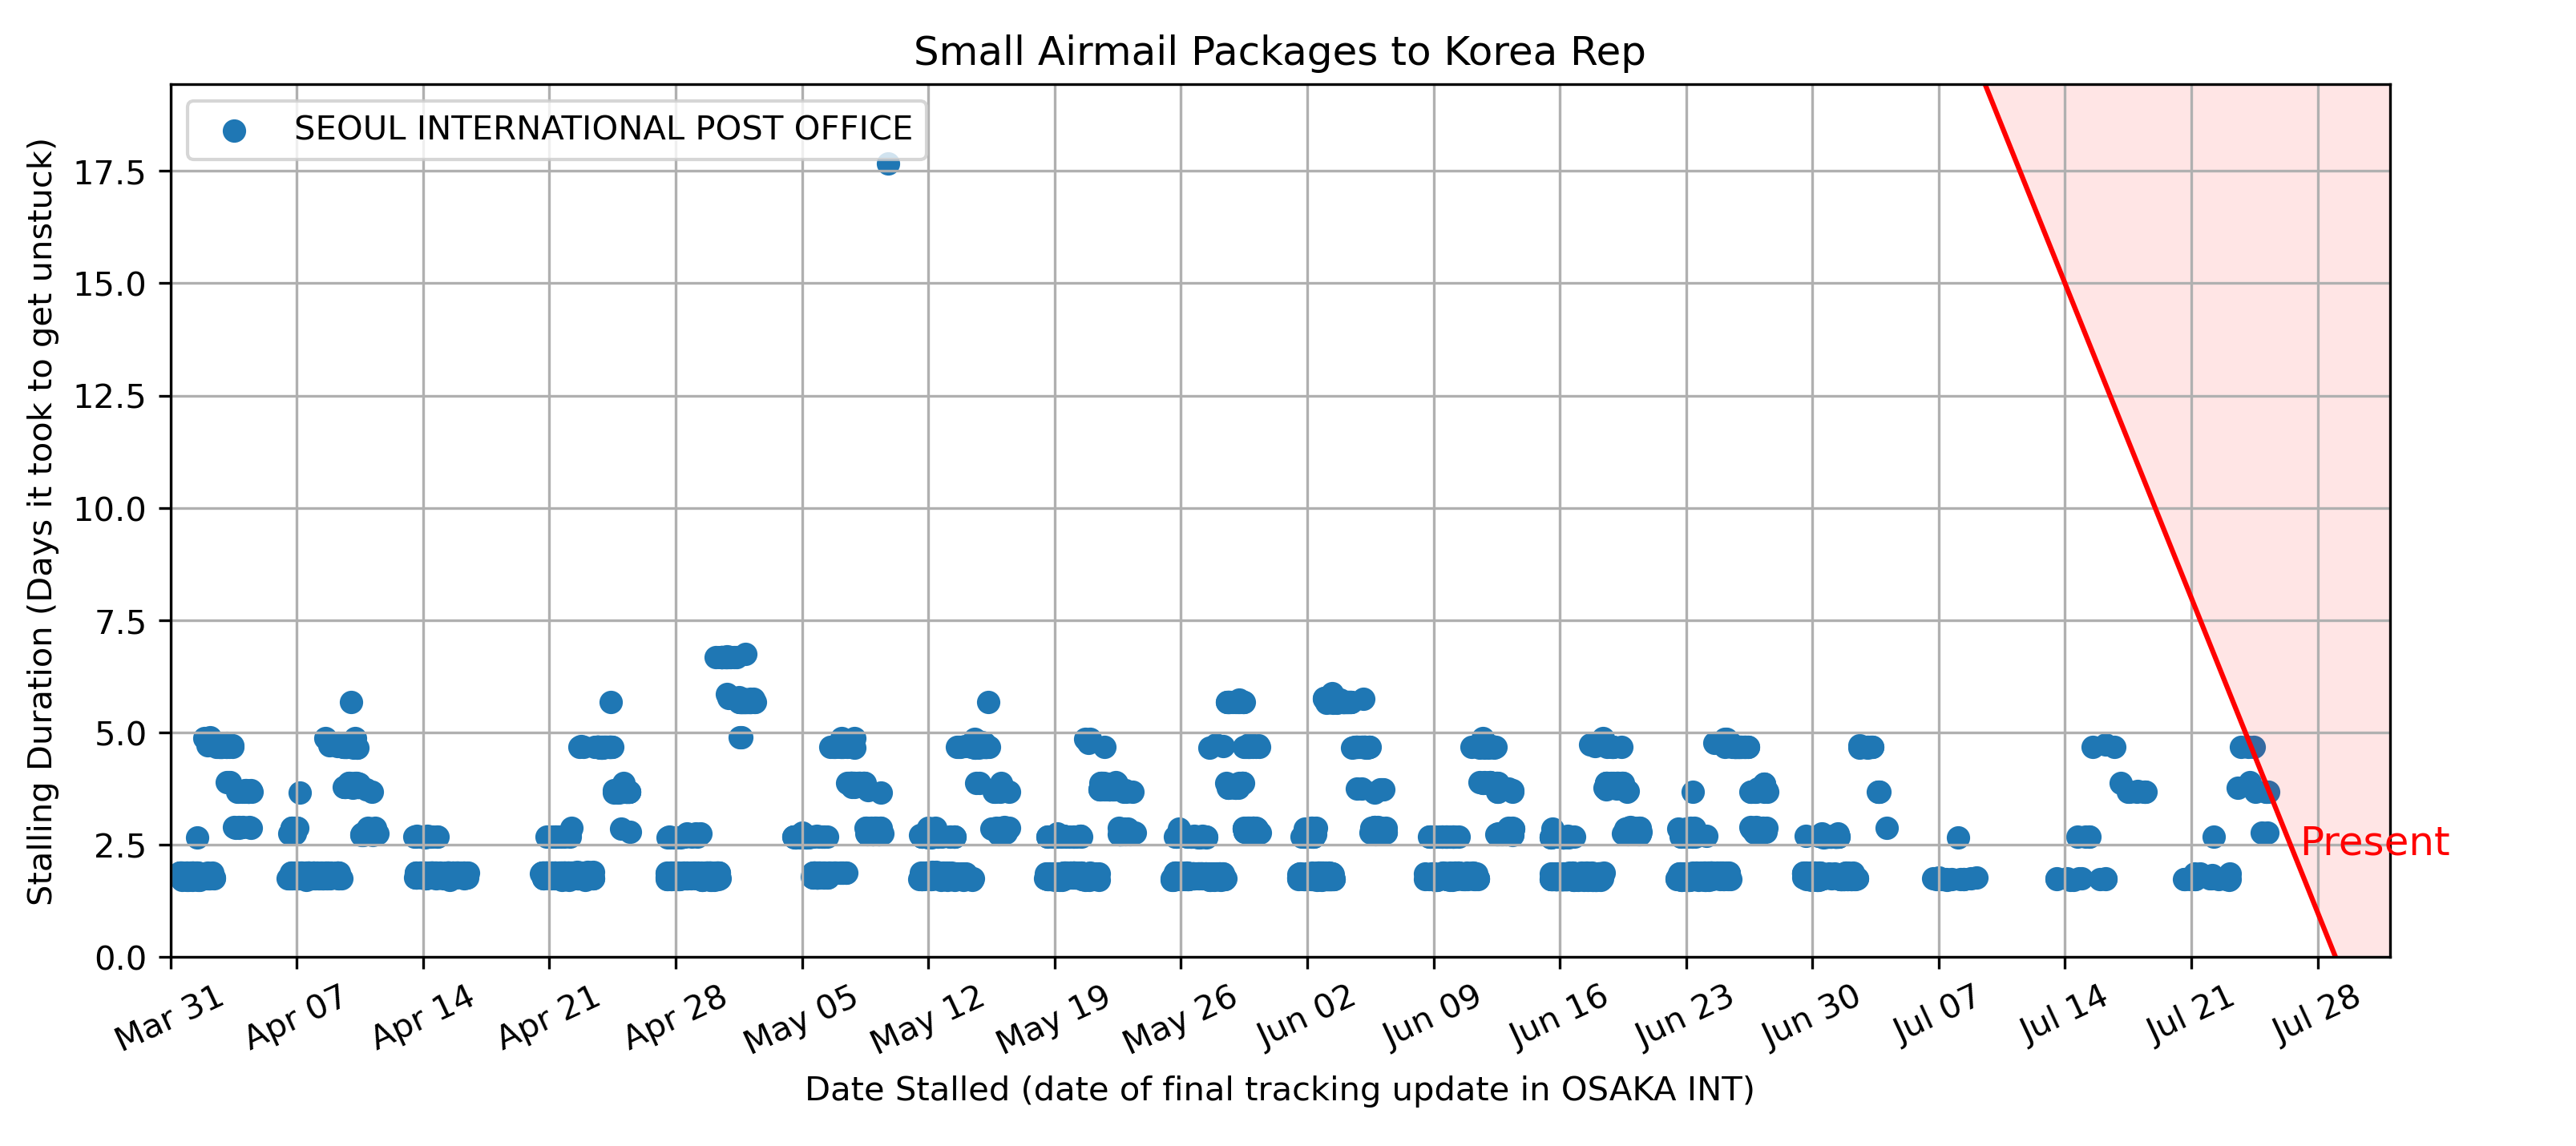 Small Airmail Packages to Korea Rep
SEOUL INTERNATIONAL POST OFFICE
Stalling Duration (Days it took to get unstuck)
17.5
15.0
12.5
10.0
7.5
5.0
2.5
0.0
Present
Mar 31
Apr 07
Apr 14
Apr 21
Apr 28
May 05
May 12
May 19
May 26
Jun 02
Jun 09
Jun 16
Jun 23
Jun 30
Jul 07
Jul 14
Jul 21
Jul 28
Date Stalled (date of final tracking update in OSAKA INT)